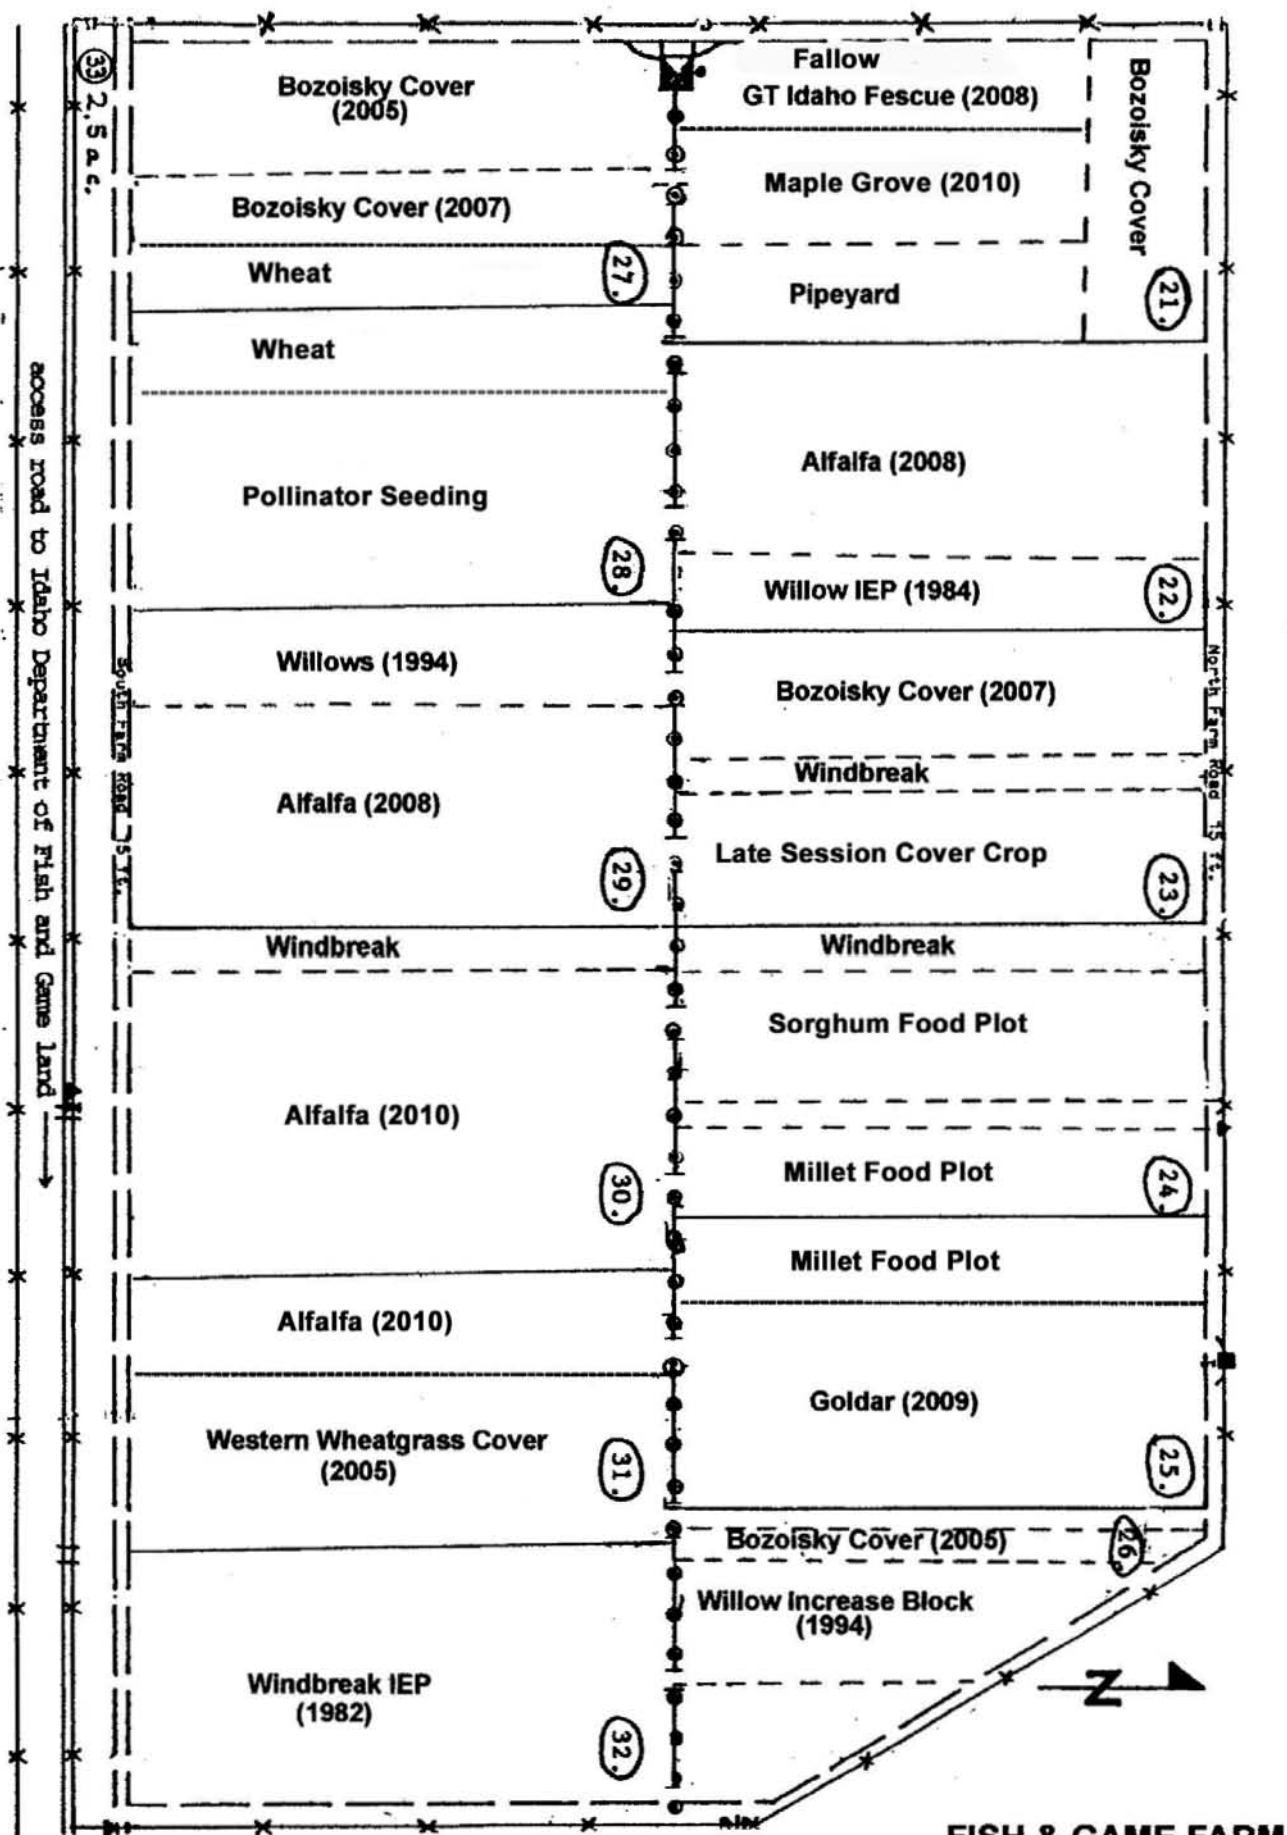 33 2.5 ac.
Bozoisky Cover
(2005)
Bozoisky Cover (2007)
Wheat
27.
Wheat
Pollinator Seeding
28.
Willows (1994)
Alfalfa (2008)
29.
Windbreak
Alfalfa (2010)
30.
Alfalfa (2010)
Western Wheatgrass Cover
(2005)
31.
Windbreak IEP
(1982)
32.
Fallow
GT Idaho Fescue (2008)
Maple Grove (2010)
Pipeyard
Bozoisky Cover
21.
Alfalfa (2008)
Willow IEP (1984)
22.
Bozoisky Cover (2007)
Windbreak
Late Session Cover Crop
23.
Windbreak
Sorghum Food Plot
Millet Food Plot
24.
Millet Food Plot
Goldar (2009)
25.
Bozoisky Cover (2005)
26.
Willow Increase Block
(1994)
N
access road to Idaho Department of Fish and Game land
South Farm Road 75 ft.
North Farm Road 75 ft.
FISH & GAME FARM